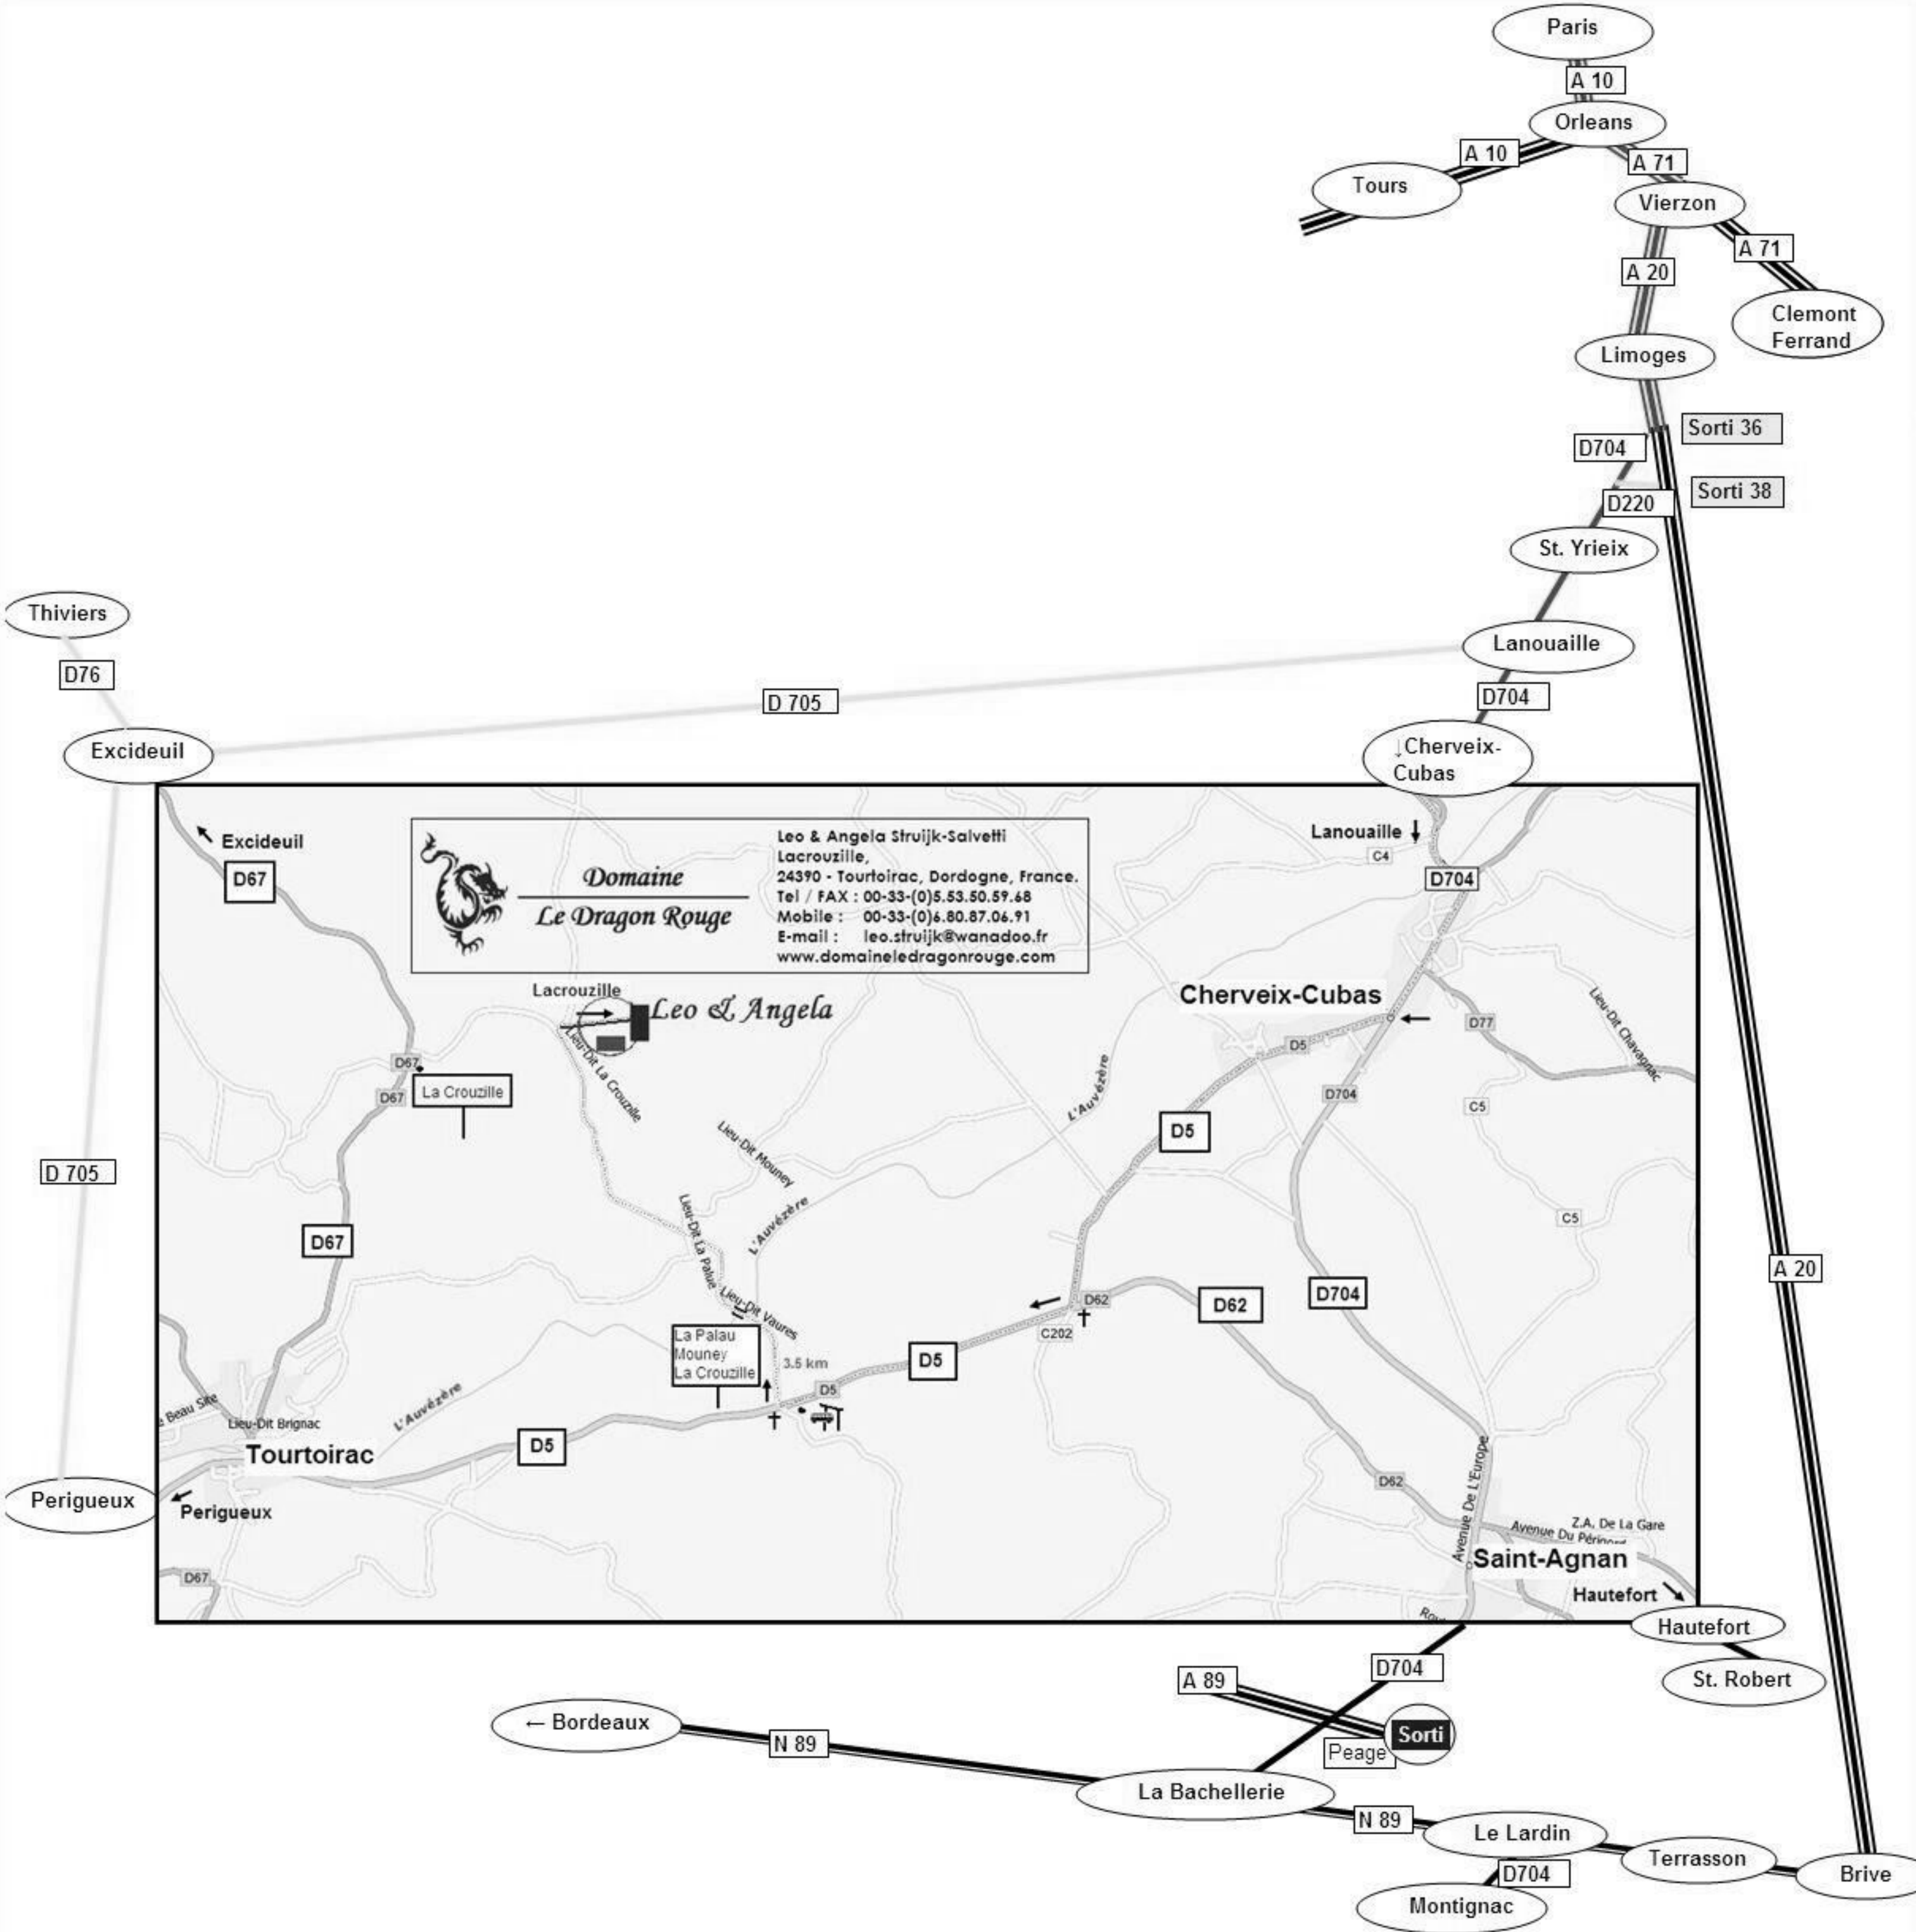 Paris
A 10
Orleans
A 10
A 71
Tours
Vierzon
A 71
A 20
Clemont
Ferrand
Limoges
Sorti 36
D704
Sorti 38
D220
St. Yrieix
Thiviers
Lanouaille
D76
D704
D 705
Excideuil
↓Cherveix-
Cubas
Excideuil
D67
Domaine
Le Dragon Rouge
Leo & Angela Struijk-Salvetti
Lacrouzille,
24390 - Tourtoirac, Dordogne, France.
Tel / FAX : 00-33-(0)5.53.50.59.68
Mobile : 00-33-(0)6.80.87.06.91
E-mail : leo.struijk@wanadoo.fr
www.domaineledragonrouge.com
Lanouaille
C4
D704
Lacrouzille
Leo & Angela
Cherveix-Cubas
Lieu-Dit Chavagnac
D77
D5
D67
Lieu-Dit La Crouzille
La Crouzille
D67
L'Auvézère
D704
C5
D5
Lieu-Dit Mouney
D 705
L'Auvézère
Lieu-Dit La Palue
C5
D67
A 20
Lieu-Dit Vaures
D62
D62
D704
C202
La Palau
Mouney
La Crouzille
3.5 km
D5
D5
e Beau Site
Lieu-Dit Brignac
L'Auvézère
Tourtoirac
D5
Avenue De L'Europe
D62
Perigueux
Perigueux
Z.A. De La Gare
Avenue Du
Saint-Agnan
D67
Hautefort
Hautefort
D704
A 89
St. Robert
← Bordeaux
Sorti
N 89
Peage
La Bachellerie
N 89
Le Lardin
Terrasson
D704
Brive
Montignac